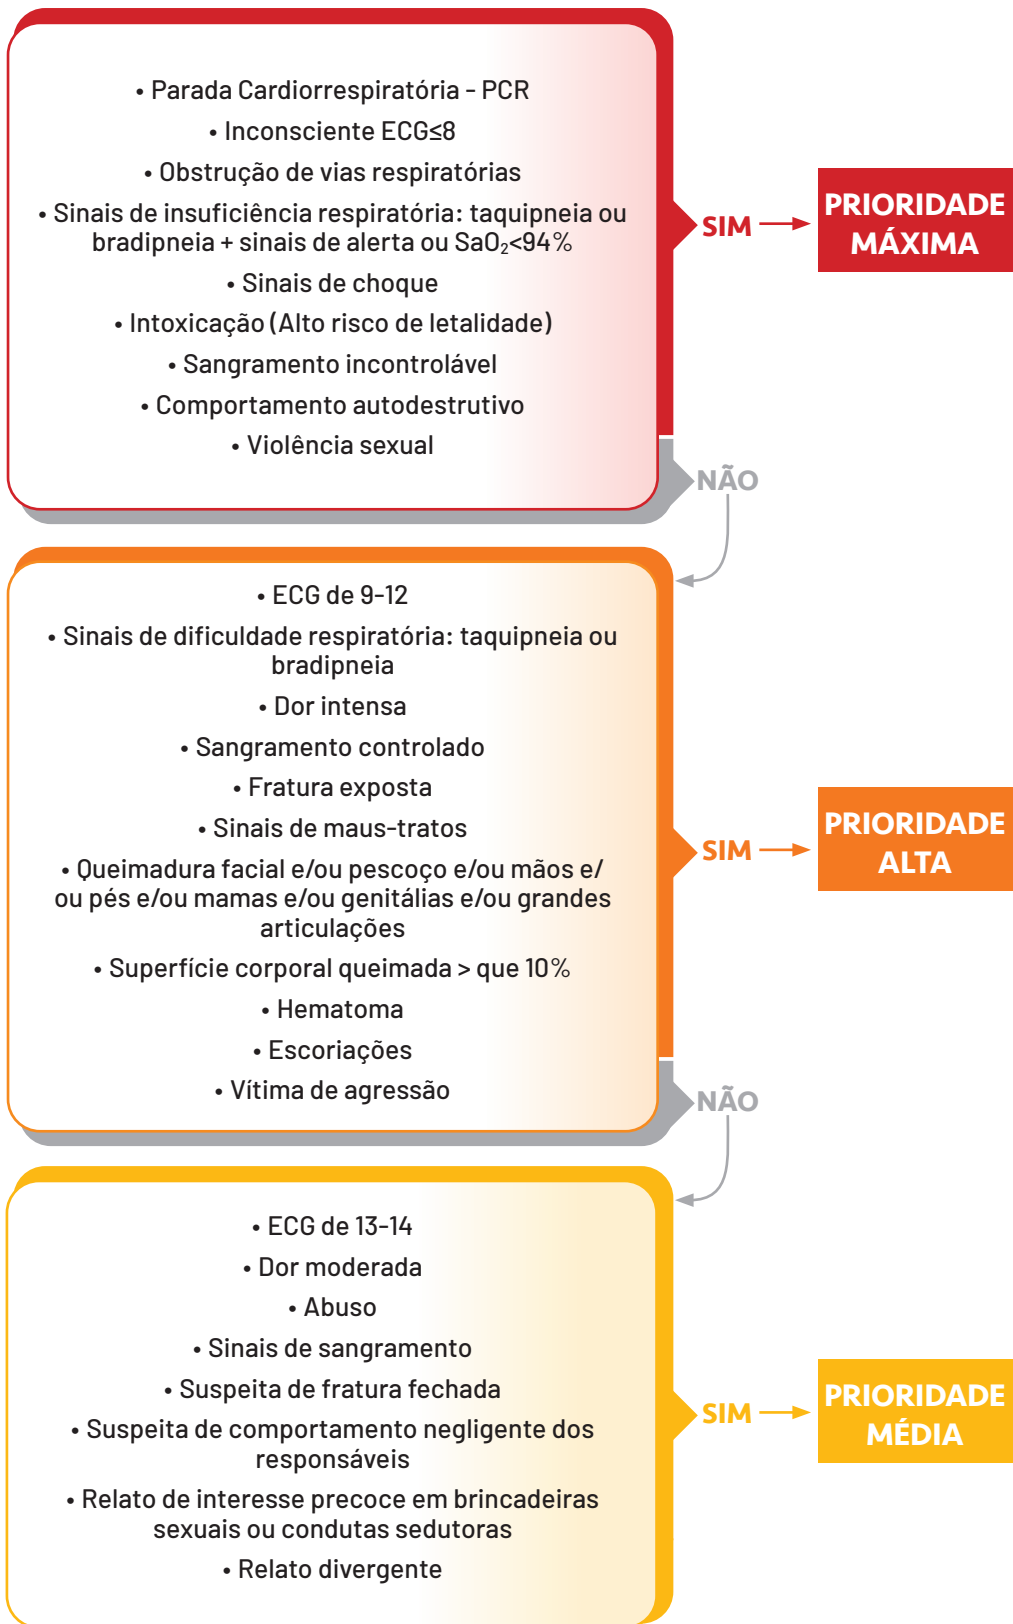 • Parada Cardiorrespiratória - PCR
• Inconsciente ECG≤8
• Obstrução de vias respiratórias
• Sinais de insuficiência respiratória: taquipneia ou
bradipneia + sinais de alerta ou SaO₂<94%
• Sinais de choque
• Intoxicação (Alto risco de letalidade)
• Sangramento incontrolável
• Comportamento autodestrutivo
• Violência sexual
SIM
PRIORIDADE
MÁXIMA
NÃO
• ECG de 9-12
• Sinais de dificuldade respiratória: taquipneia ou
bradipneia
• Dor intensa
• Sangramento controlado
• Fratura exposta
• Sinais de maus-tratos
• Queimadura facial e/ou pescoço e/ou mãos e/
ou pés e/ou mamas e/ou genitálias e/ou grandes
articulações
• Superfície corporal queimada > que 10%
• Hematoma
• Escoriações
• Vítima de agressão
SIM
PRIORIDADE
ALTA
NÃO
• ECG de 13-14
• Dor moderada
• Abuso
• Sinais de sangramento
• Suspeita de fratura fechada
• Suspeita de comportamento negligente dos
responsáveis
• Relato de interesse precoce em brincadeiras
sexuais ou condutas sedutoras
• Relato divergente
SIM
PRIORIDADE
MÉDIA